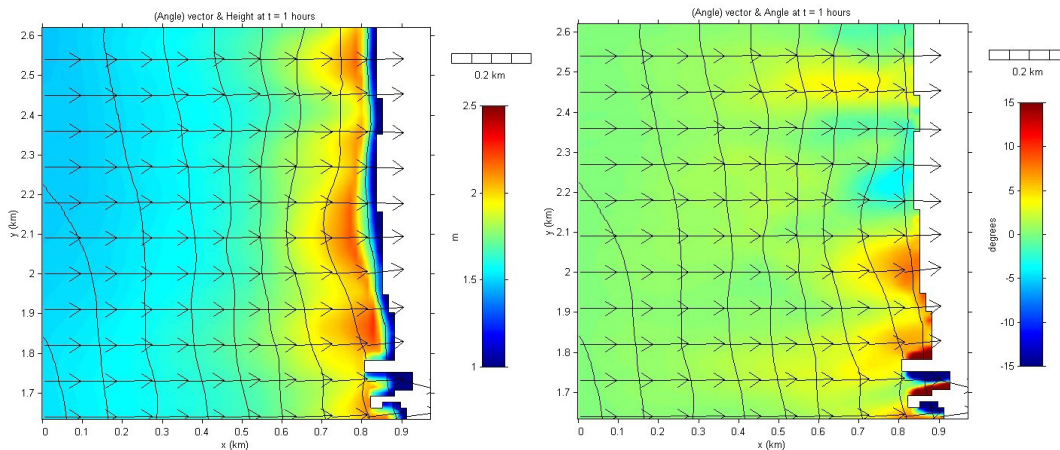 (Angle) vector & Height at t = 1 hours
2.6
2.5
2.4
2.3
2.2
2.1
2
1.9
1.8
1.7
y (km)
0 0.1 0.2 0.3 0.4 0.5 0.6 0.7 0.8 0.9
x (km)
0.2 km
2.5
2
1.5
1
m
(Angle) vector & Angle at t = 1 hours
2.6
2.5
2.4
2.3
2.2
2.1
2
1.9
1.8
1.7
y (km)
0 0.1 0.2 0.3 0.4 0.5 0.6 0.7 0.8 0.9
x (km)
0.2 km
15
10
5
0
-5
-10
-15
degrees